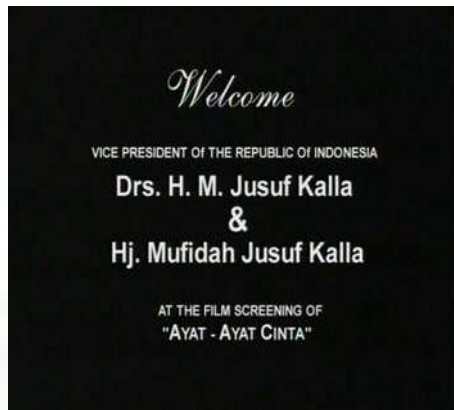 Welcome
VICE PRESIDENT Of THE REPUBLIC Of INDONESIA
Drs. H. M. Jusuf Kalla
&
Hj. Mufidah Jusuf Kalla
AT THE FILM SCREENING OF
"AYAT - AYAT CINTA"